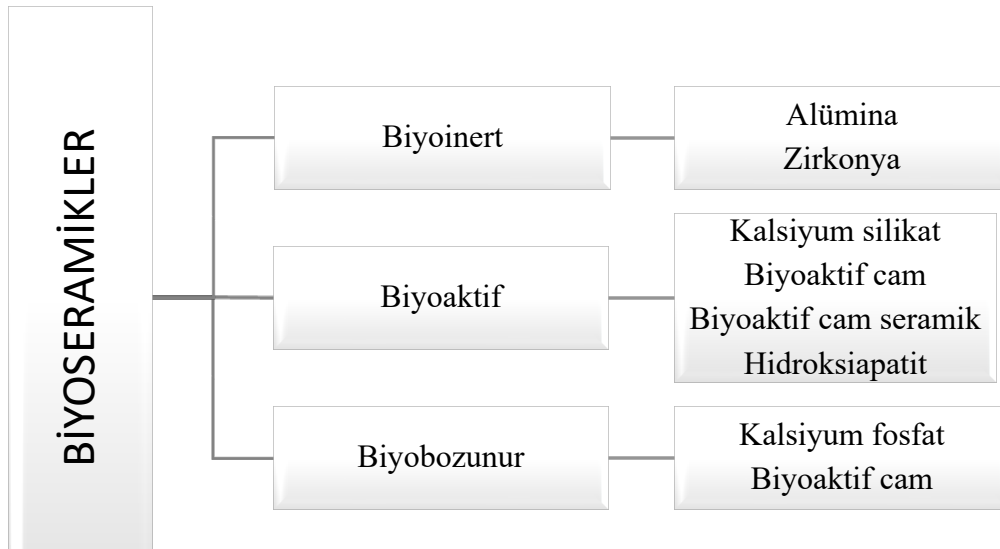 BİYOSERAMİKLER
Biyoinert
Alümina
Zirkonya
Biyoaktif
Kalsiyum silikat
Biyoaktif cam
Biyoaktif cam seramik
Hidroksiapatit
Biyobozunur
Kalsiyum fosfat
Biyoaktif cam